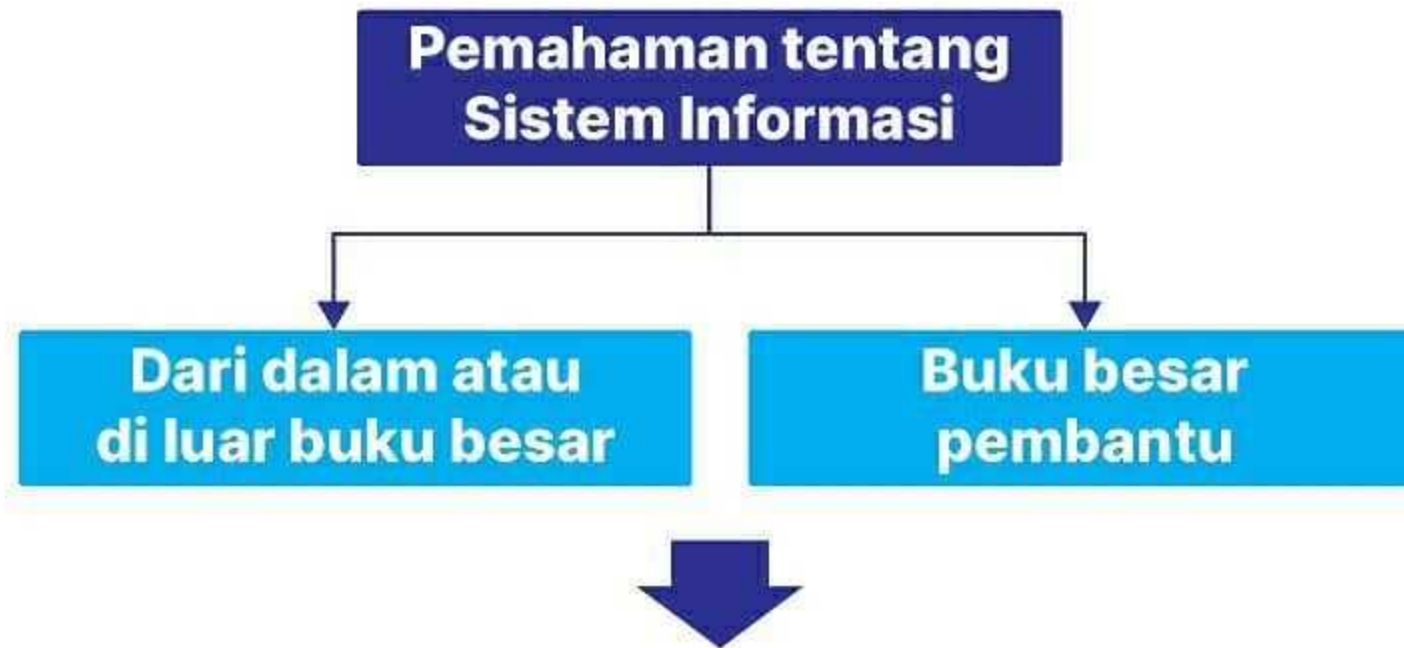 Pemahaman tentang
Sistem Informasi
Dari dalam atau
di luar buku besar
Buku besar
pembantu